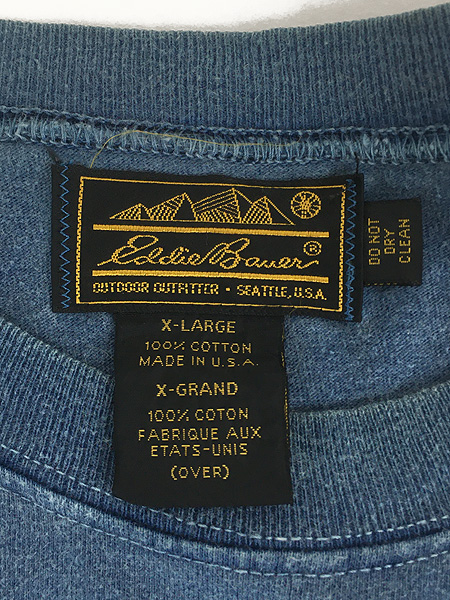 Eddie Bauer®
OUTDOOR OUTFITTER • SEATTLE, U.S.A.
DO NOT
DRY
CLEAN
X-LARGE
100% COTTON
MADE IN U.S.A.
X-GRAND
100% COTON
FABRIQUE AUX
ETATS-UNIS
(OVER)